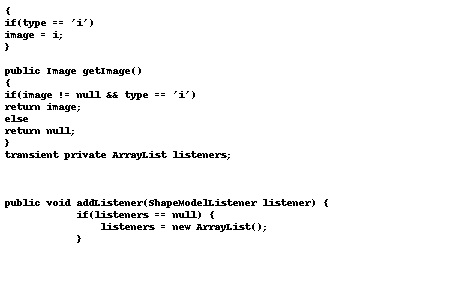 {
if(type == 'i')
image = i;
}
public Image getImage()
{
if(image != null && type == 'i')
return image;
else
return null;
}
transient private ArrayList listeners;
public void addListener(ShapeModelListener listener) {
if(listeners == null) {
listeners = new ArrayList();
}